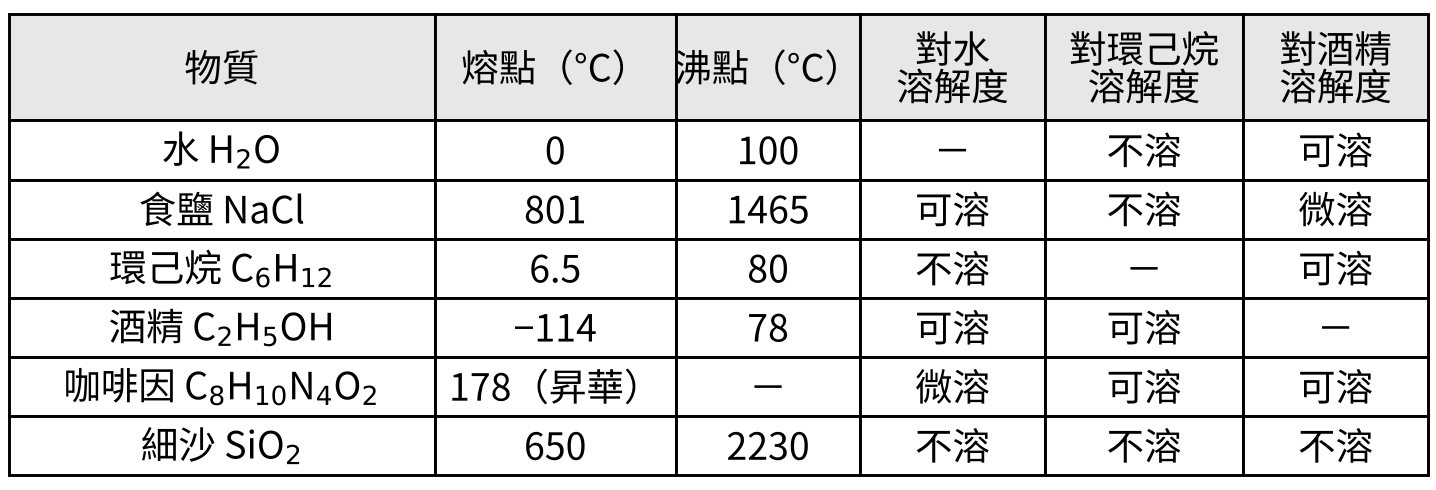 物質 熔點（°C） 沸點（°C） 對水溶解度 對環己烷溶解度 對酒精溶解度
水 H₂O 0 100 － 不溶 可溶
食鹽 NaCl 801 1465 可溶 不溶 微溶
環己烷 C₆H₁₂ 6.5 80 不溶 － 可溶
酒精 C₂H₅OH −114 78 可溶 可溶 －
咖啡因 C₈H₁₀N₄O₂ 178（昇華） － 微溶 可溶 可溶
細沙 SiO₂ 650 2230 不溶 不溶 不溶